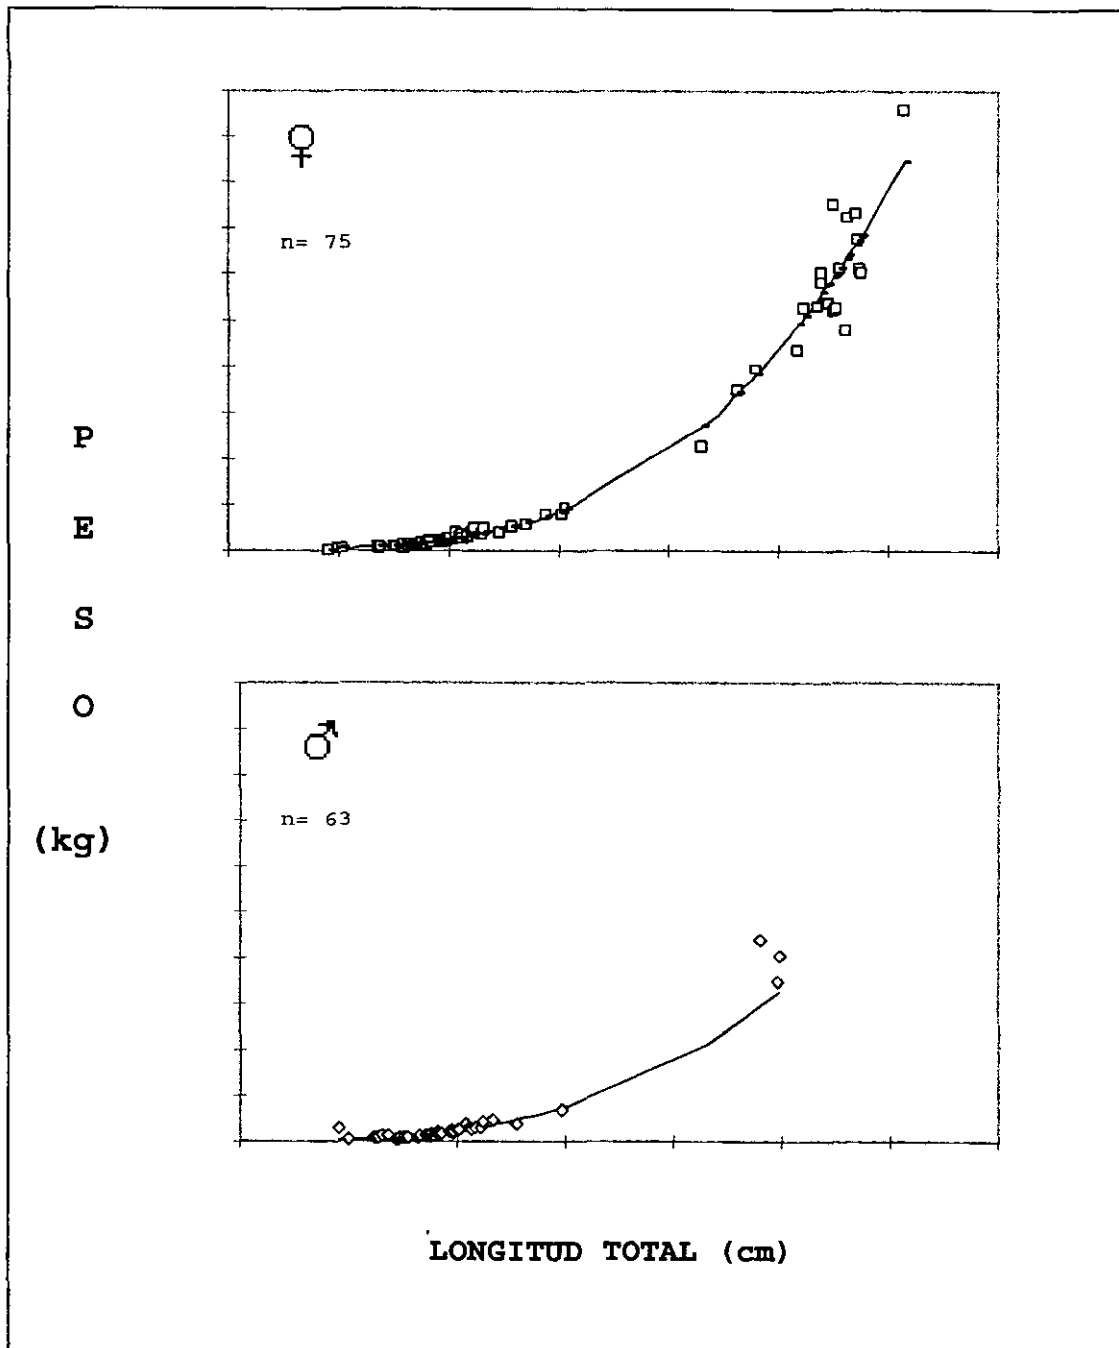 ♀
n= 75
P
E
S
O
(kg)
♂
n= 63
LONGITUD TOTAL (cm)